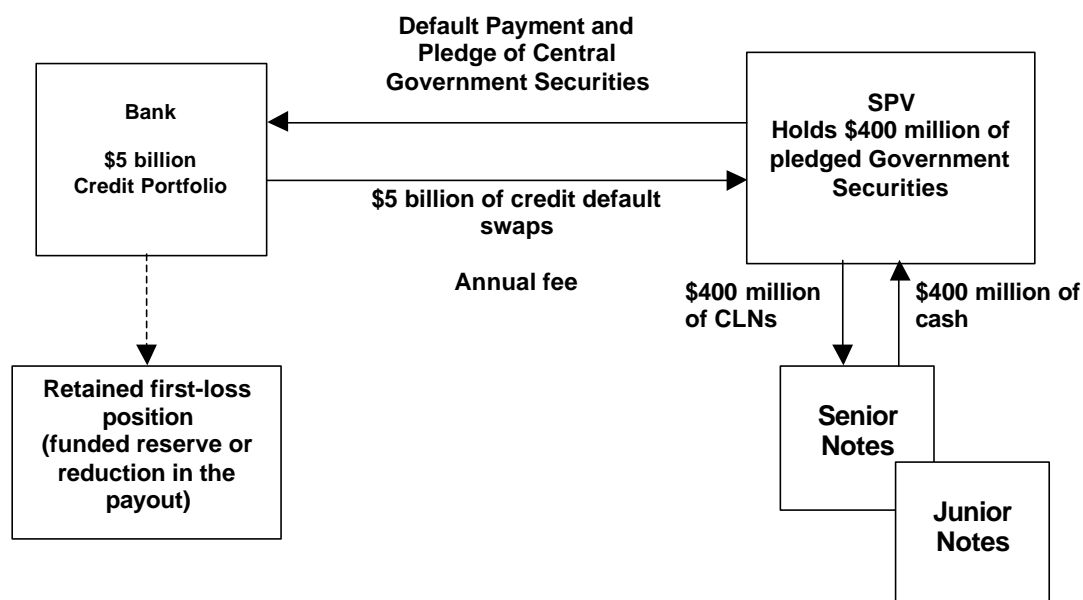 Default Payment and
Pledge of Central
Government Securities
Bank
$5 billion
Credit Portfolio
SPV
Holds $400 million of
pledged Government
Securities
$5 billion of credit default
swaps
Annual fee
$400 million
of CLNs
$400 million of
cash
Retained first-loss
position
(funded reserve or
reduction in the
payout)
Senior
Notes
Junior
Notes